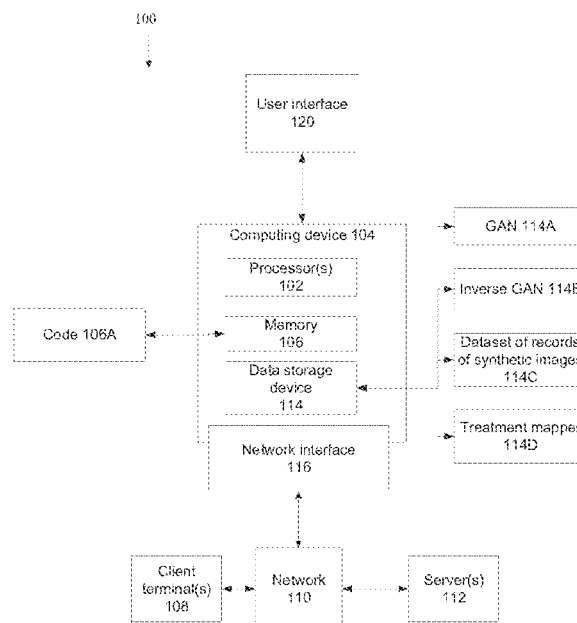 100
User interface
120
Computing device 104
Processor(s)
102
Memory
106
Data storage
device
114
Network interface
116
Code 106A
GAN 114A
Inverse GAN 114B
Dataset of records
of synthetic images
114C
Treatment mapper
114D
Client
terminal(s)
108
Network
110
Server(s)
112